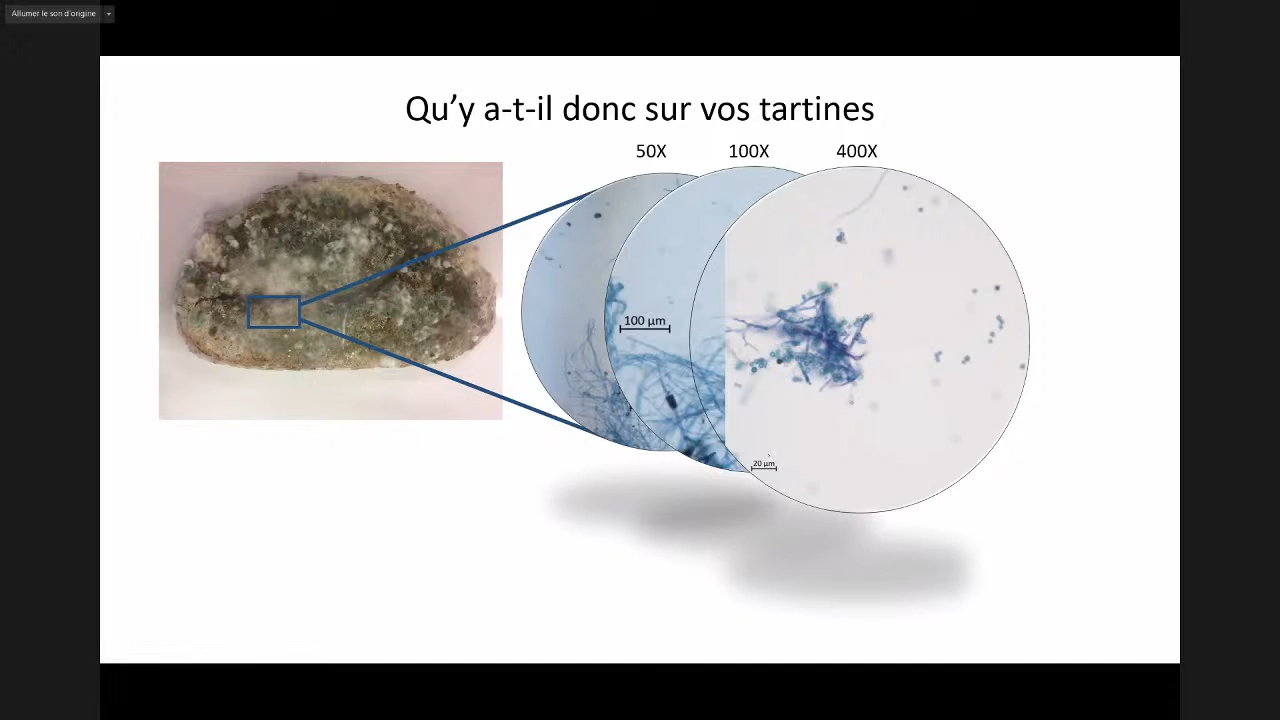 Allumer le son d'origine
Qu'y a-t-il donc sur vos tartines
50X
100X
400X
100 µm
20 µm